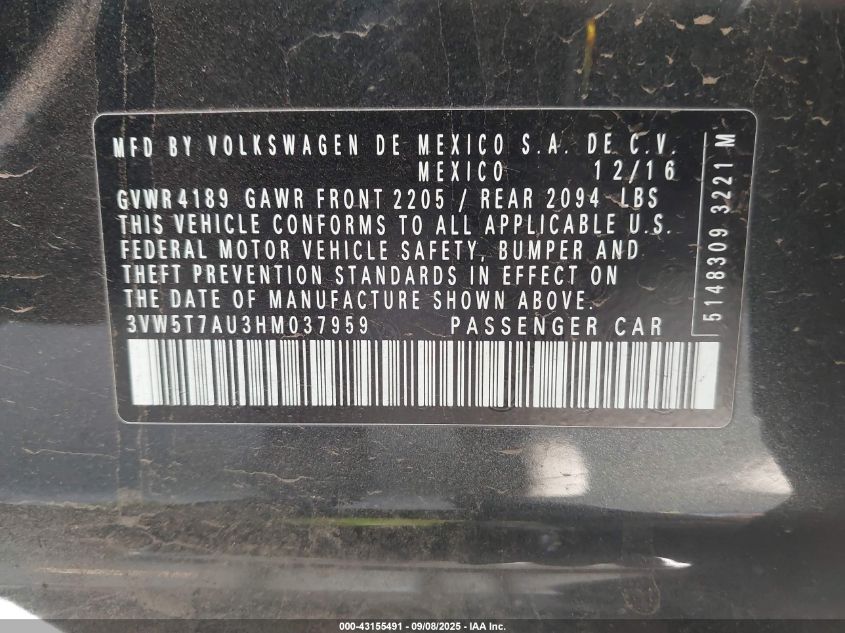 MFD BY VOLKSWAGEN DE MEXICO S.A. DE C.V.
MEXICO 12/16
GVWR 4189 GAWR FRONT 2205 / REAR 2094 LBS
THIS VEHICLE CONFORMS TO ALL APPLICABLE U.S.
FEDERAL MOTOR VEHICLE SAFETY, BUMPER AND
THEFT PREVENTION STANDARDS IN EFFECT ON
THE DATE OF MANUFACTURE SHOWN ABOVE.
3VW5T7AU3HM037959 PASSENGER CAR
5148309 3221 M
000-43155491 - 09/08/2025 - IAA Inc.